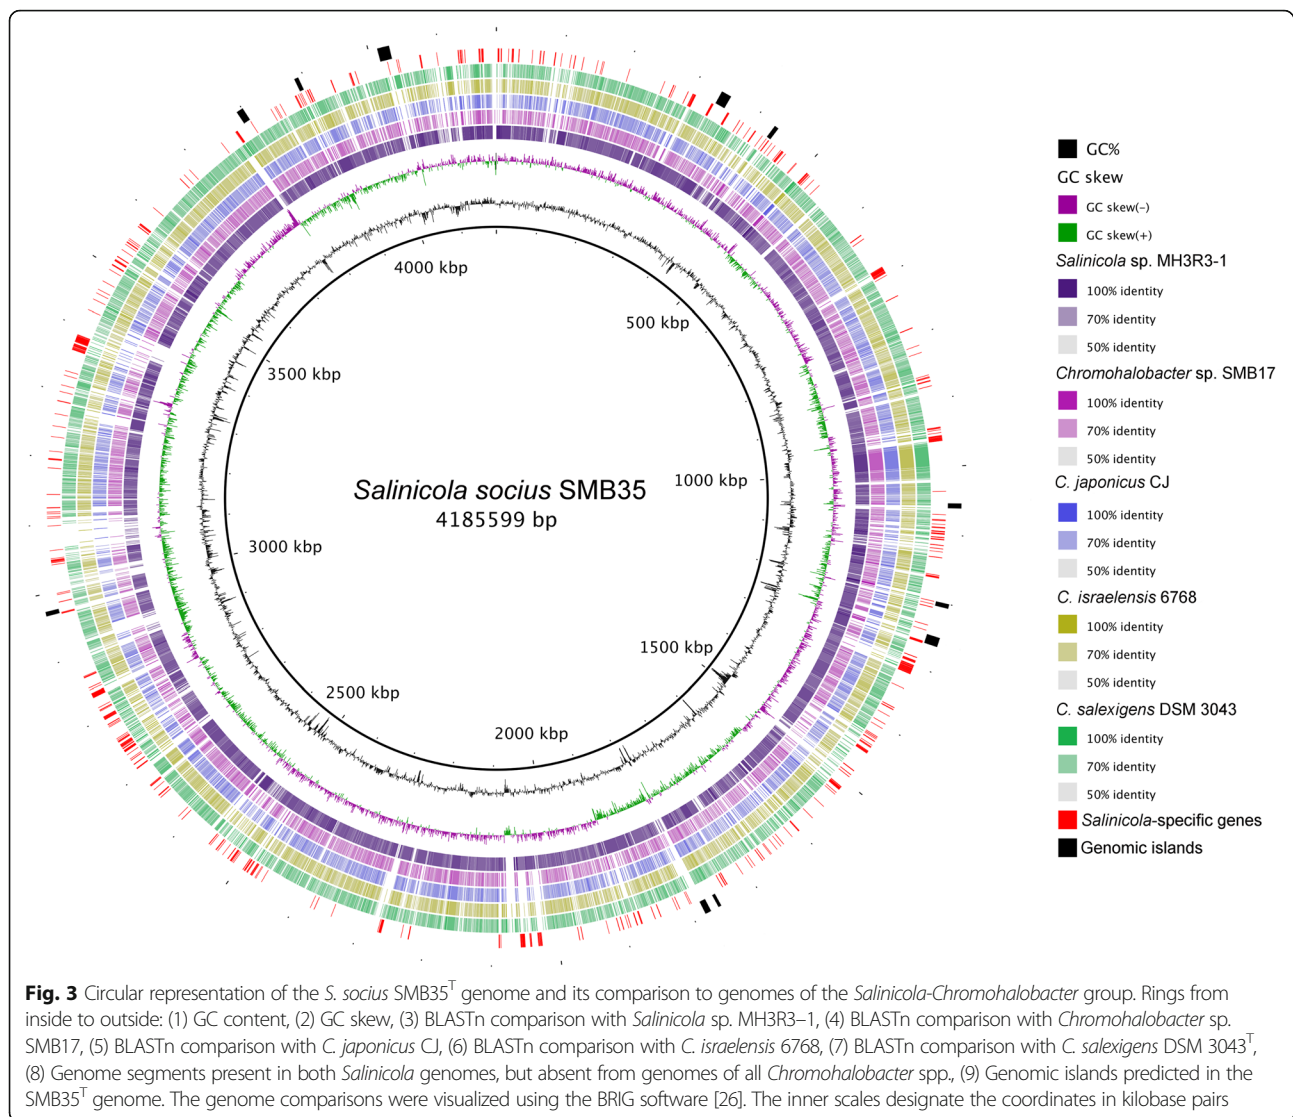 4000 kbp
500 kbp
3500 kbp
1000 kbp
Salinicola socius SMB35
4185599 bp
3000 kbp
1500 kbp
2500 kbp
2000 kbp
GC%
GC skew
GC skew(−)
GC skew(+)
Salinicola sp. MH3R3-1
100% identity
70% identity
50% identity
Chromohalobacter sp. SMB17
100% identity
70% identity
50% identity
C. japonicus CJ
100% identity
70% identity
50% identity
C. israelensis 6768
100% identity
70% identity
50% identity
C. salexigens DSM 3043
100% identity
70% identity
50% identity
Salinicola-specific genes
Genomic islands
Fig. 3 Circular representation of the S. socius SMB35T genome and its comparison to genomes of the Salinicola-Chromohalobacter group. Rings from
inside to outside: (1) GC content, (2) GC skew, (3) BLASTn comparison with Salinicola sp. MH3R3–1, (4) BLASTn comparison with Chromohalobacter sp.
SMB17, (5) BLASTn comparison with C. japonicus CJ, (6) BLASTn comparison with C. israelensis 6768, (7) BLASTn comparison with C. salexigens DSM 3043T,
(8) Genome segments present in both Salinicola genomes, but absent from genomes of all Chromohalobacter spp., (9) Genomic islands predicted in the
SMB35T genome. The genome comparisons were visualized using the BRIG software [26]. The inner scales designate the coordinates in kilobase pairs